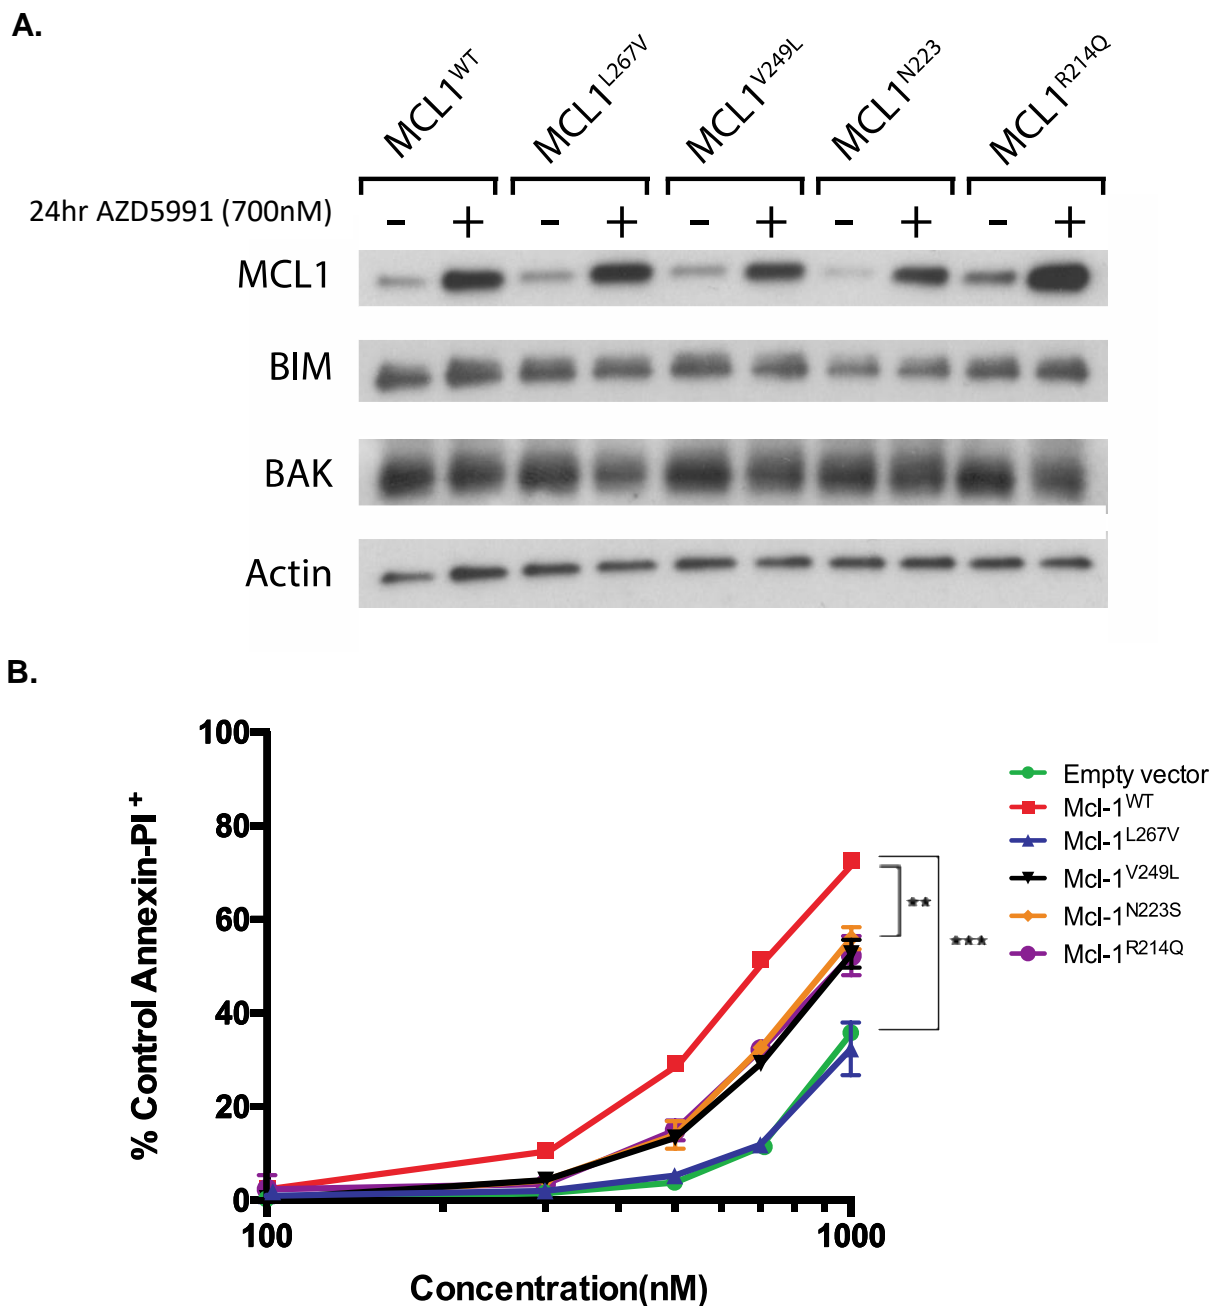 A.
MCL1WT MCL1L267V MCL1V249L MCL1N223 MCL1R214Q
24hr AZD5991 (700nM) - + - + - + - + - +
MCL1
BIM
BAK
Actin
B.
% Control Annexin-PI+
100
80
60
40
20
0
100 1000
Concentration(nM)
** 
***
Empty vector
Mcl-1WT
Mcl-1L267V
Mcl-1V249L
Mcl-1N223S
Mcl-1R214Q